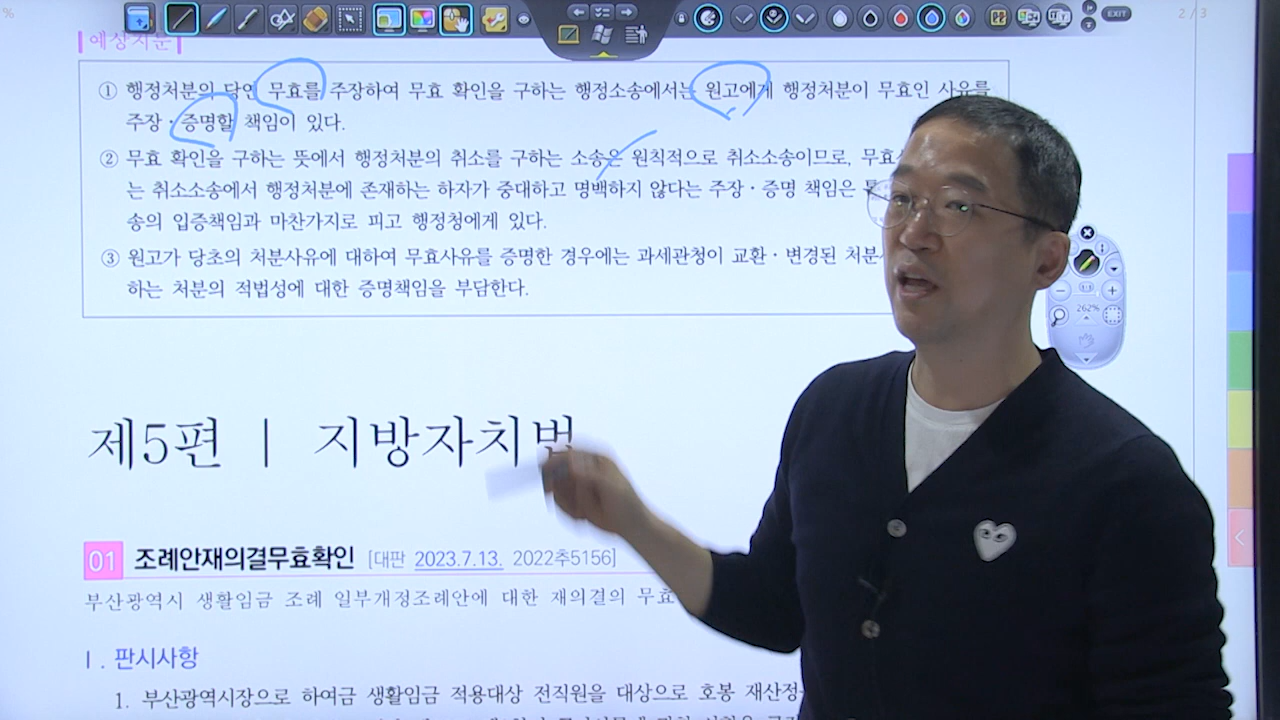 %
EXIT
2 / 3
예상지문
① 행정처분의 당연 무효를 주장하여 무효 확인을 구하는 행정소송에서는 원고에게 행정처분이 무효인 사유를
주장·증명할 책임이 있다.
② 무효 확인을 구하는 뜻에서 행정처분의 취소를 구하는 소송은 원칙적으로 취소소송이므로, 무효
는 취소소송에서 행정처분에 존재하는 하자가 중대하고 명백하지 않다는 주장·증명 책임은
송의 입증책임과 마찬가지로 피고 행정청에게 있다.
③ 원고가 당초의 처분사유에 대하여 무효사유를 증명한 경우에는 과세관청이 교환·변경된 처분
하는 처분의 적법성에 대한 증명책임을 부담한다.
1:1
262%
제5편 | 지방자치법
01 조례안재의결무효확인 [대판 2023.7.13. 2022추5156]
부산광역시 생활임금 조례 일부개정조례안에 대한 재의결의 무효
Ⅰ. 판시사항
1. 부산광역시장으로 하여금 생활임금 적용대상 전직원을 대상으로 호봉 재산정